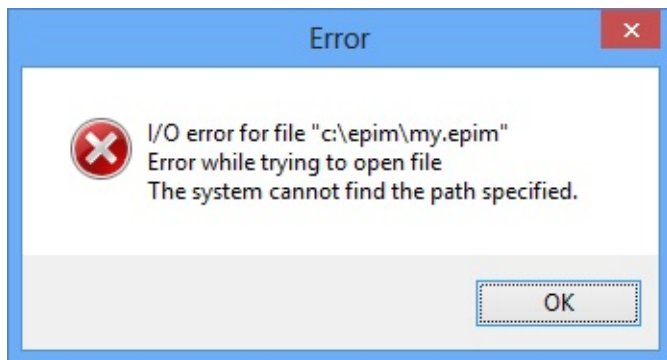 Error
I/O error for file "c:\epim\my.epim"
Error while trying to open file
The system cannot find the path specified.
OK